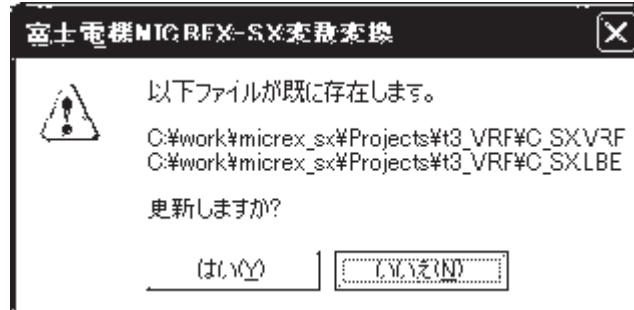 富士電機MICREX-SX変数変換
以下ファイルが既に存在します。
C:¥work¥micrex_sx¥Projects¥t3_VRF¥C_SX.VRF
C:¥work¥micrex_sx¥Projects¥t3_VRF¥C_SX.LBE
更新しますか?
はい(Y)
いいえ(N)